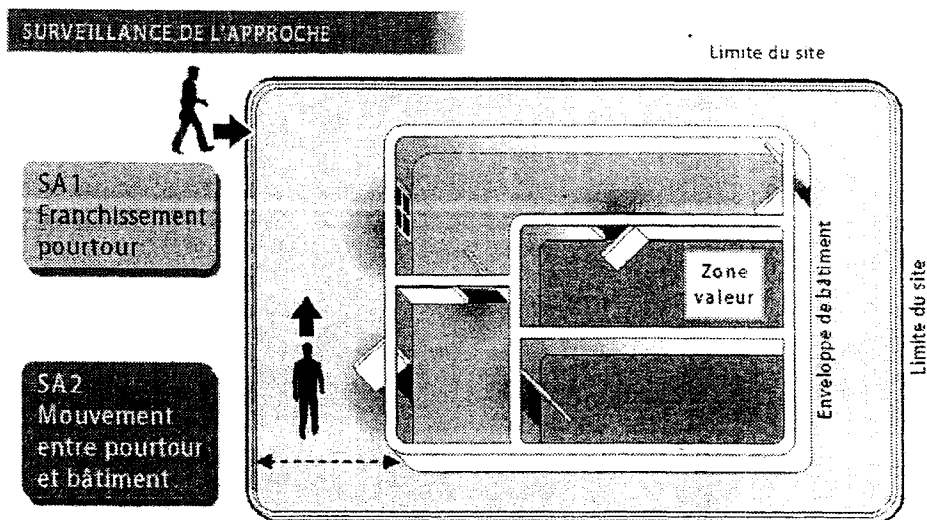 SURVEILLANCE DE L'APPROCHE
Limite du site
SA1
Franchissement
pourtour
Zone
valeur
Enveloppe de bâtiment
Limite du site
SA2
Mouvement
entre pourtour
et bâtiment